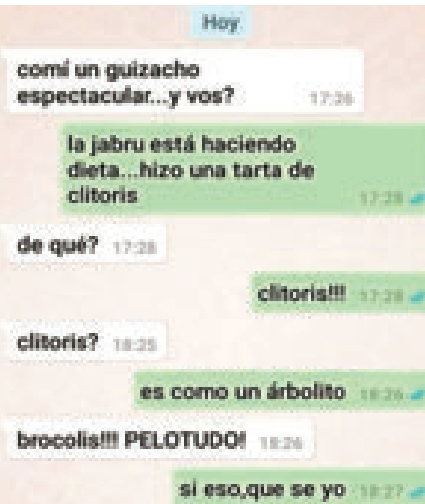 Hoy
comí un guizacho
espectacular...y vos? 17:26
la jabru está haciendo
dieta...hizo una tarta de
clitoris 17:28
de qué? 17:28
clitoris!!! 17:28
clitoris? 18:25
es como un árbolito 18:26
brocolis!!! PELOTUDO! 18:26
si eso,que se yo 18:27